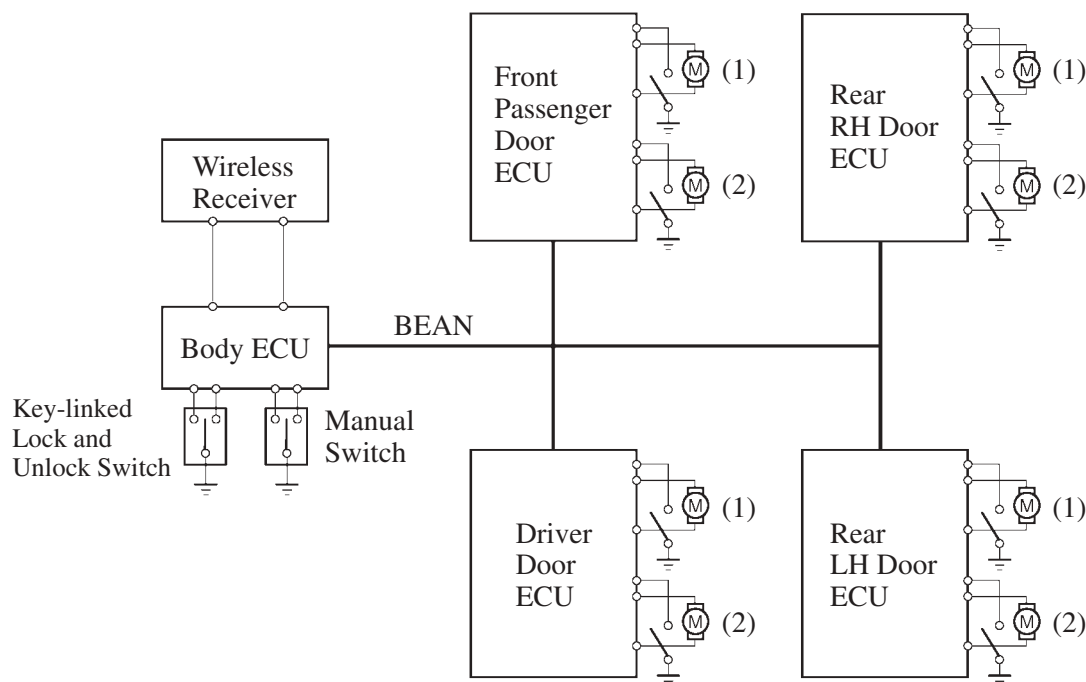 Front
Passenger
Door
ECU
M
(1)
M
(2)
Rear
RH Door
ECU
M
(1)
M
(2)
Wireless
Receiver
Body ECU
BEAN
Key-linked
Lock and
Unlock Switch
Manual
Switch
Driver
Door
ECU
M
(1)
M
(2)
Rear
LH Door
ECU
M
(1)
M
(2)